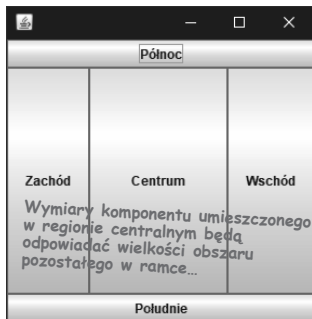 Północ
Zachód Centrum Wschód
Wymiary komponentu umieszczonego
w regionie centralnym będą
odpowiadać wielkości obszaru
pozostałego w ramce...
Południe